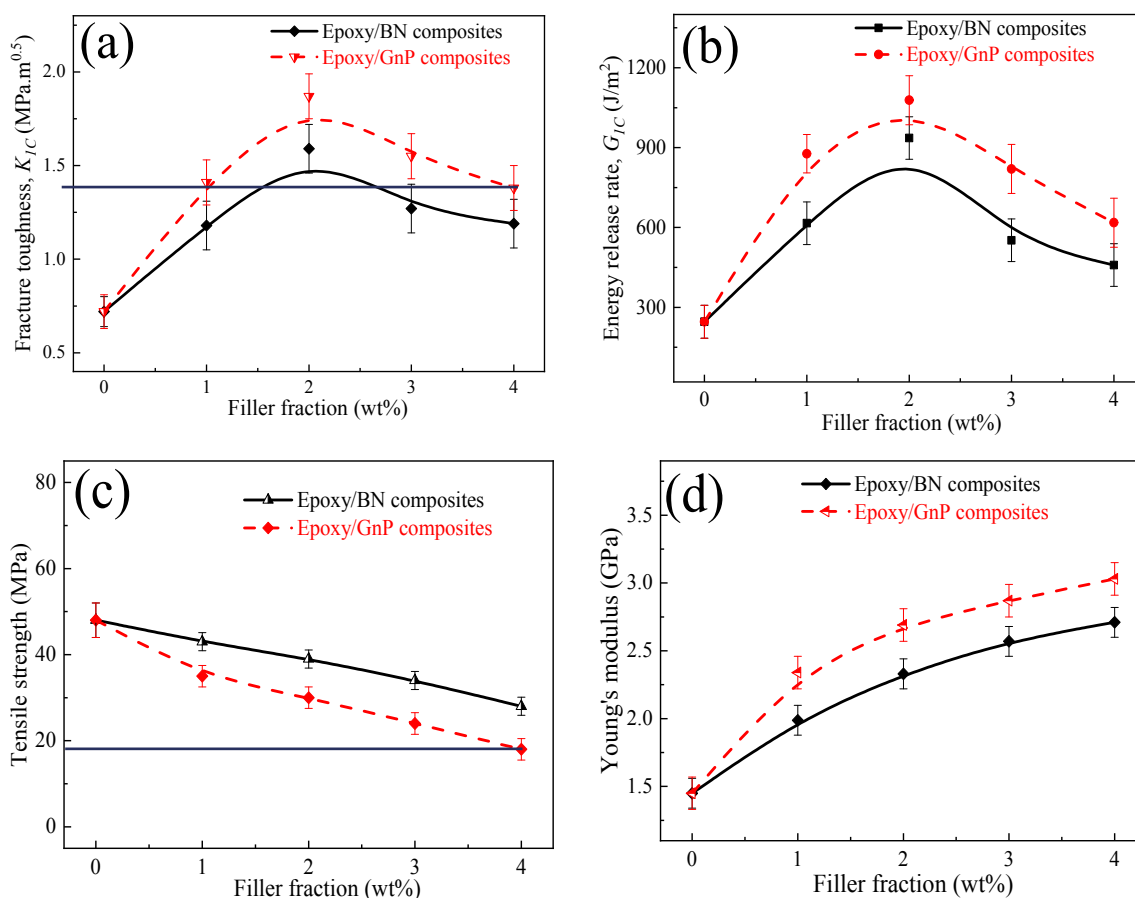 (a)
Epoxy/BN composites
Epoxy/GnP composites
Fracture toughness, K_IC (MPa.m^0.5)
2.0
1.5
1.0
0.5
0 1 2 3 4
Filler fraction (wt%)
(b)
Epoxy/BN composites
Epoxy/GnP composites
Energy release rate, G_IC (J/m²)
1200
900
600
300
0 1 2 3 4
Filler fraction (wt%)
(c)
Epoxy/BN composites
Epoxy/GnP composites
Tensile strength (MPa)
80
60
40
20
0
0 1 2 3 4
Filler fraction (wt%)
(d)
Epoxy/BN composites
Epoxy/GnP composites
Young's modulus (GPa)
3.5
3.0
2.5
2.0
1.5
0 1 2 3 4
Filler fraction (wt%)